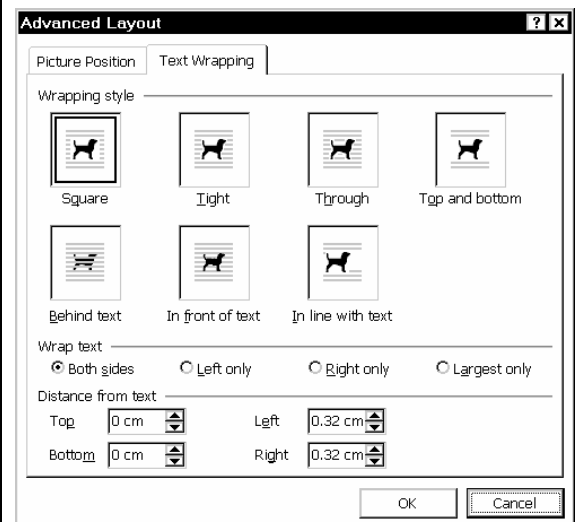 Advanced Layout
Picture Position Text Wrapping
Wrapping style
Square Tight Through Top and bottom
Behind text In front of text In line with text
Wrap text
Both sides Left only Right only Largest only
Distance from text
Top 0 cm Left 0.32 cm
Bottom 0 cm Right 0.32 cm
OK Cancel